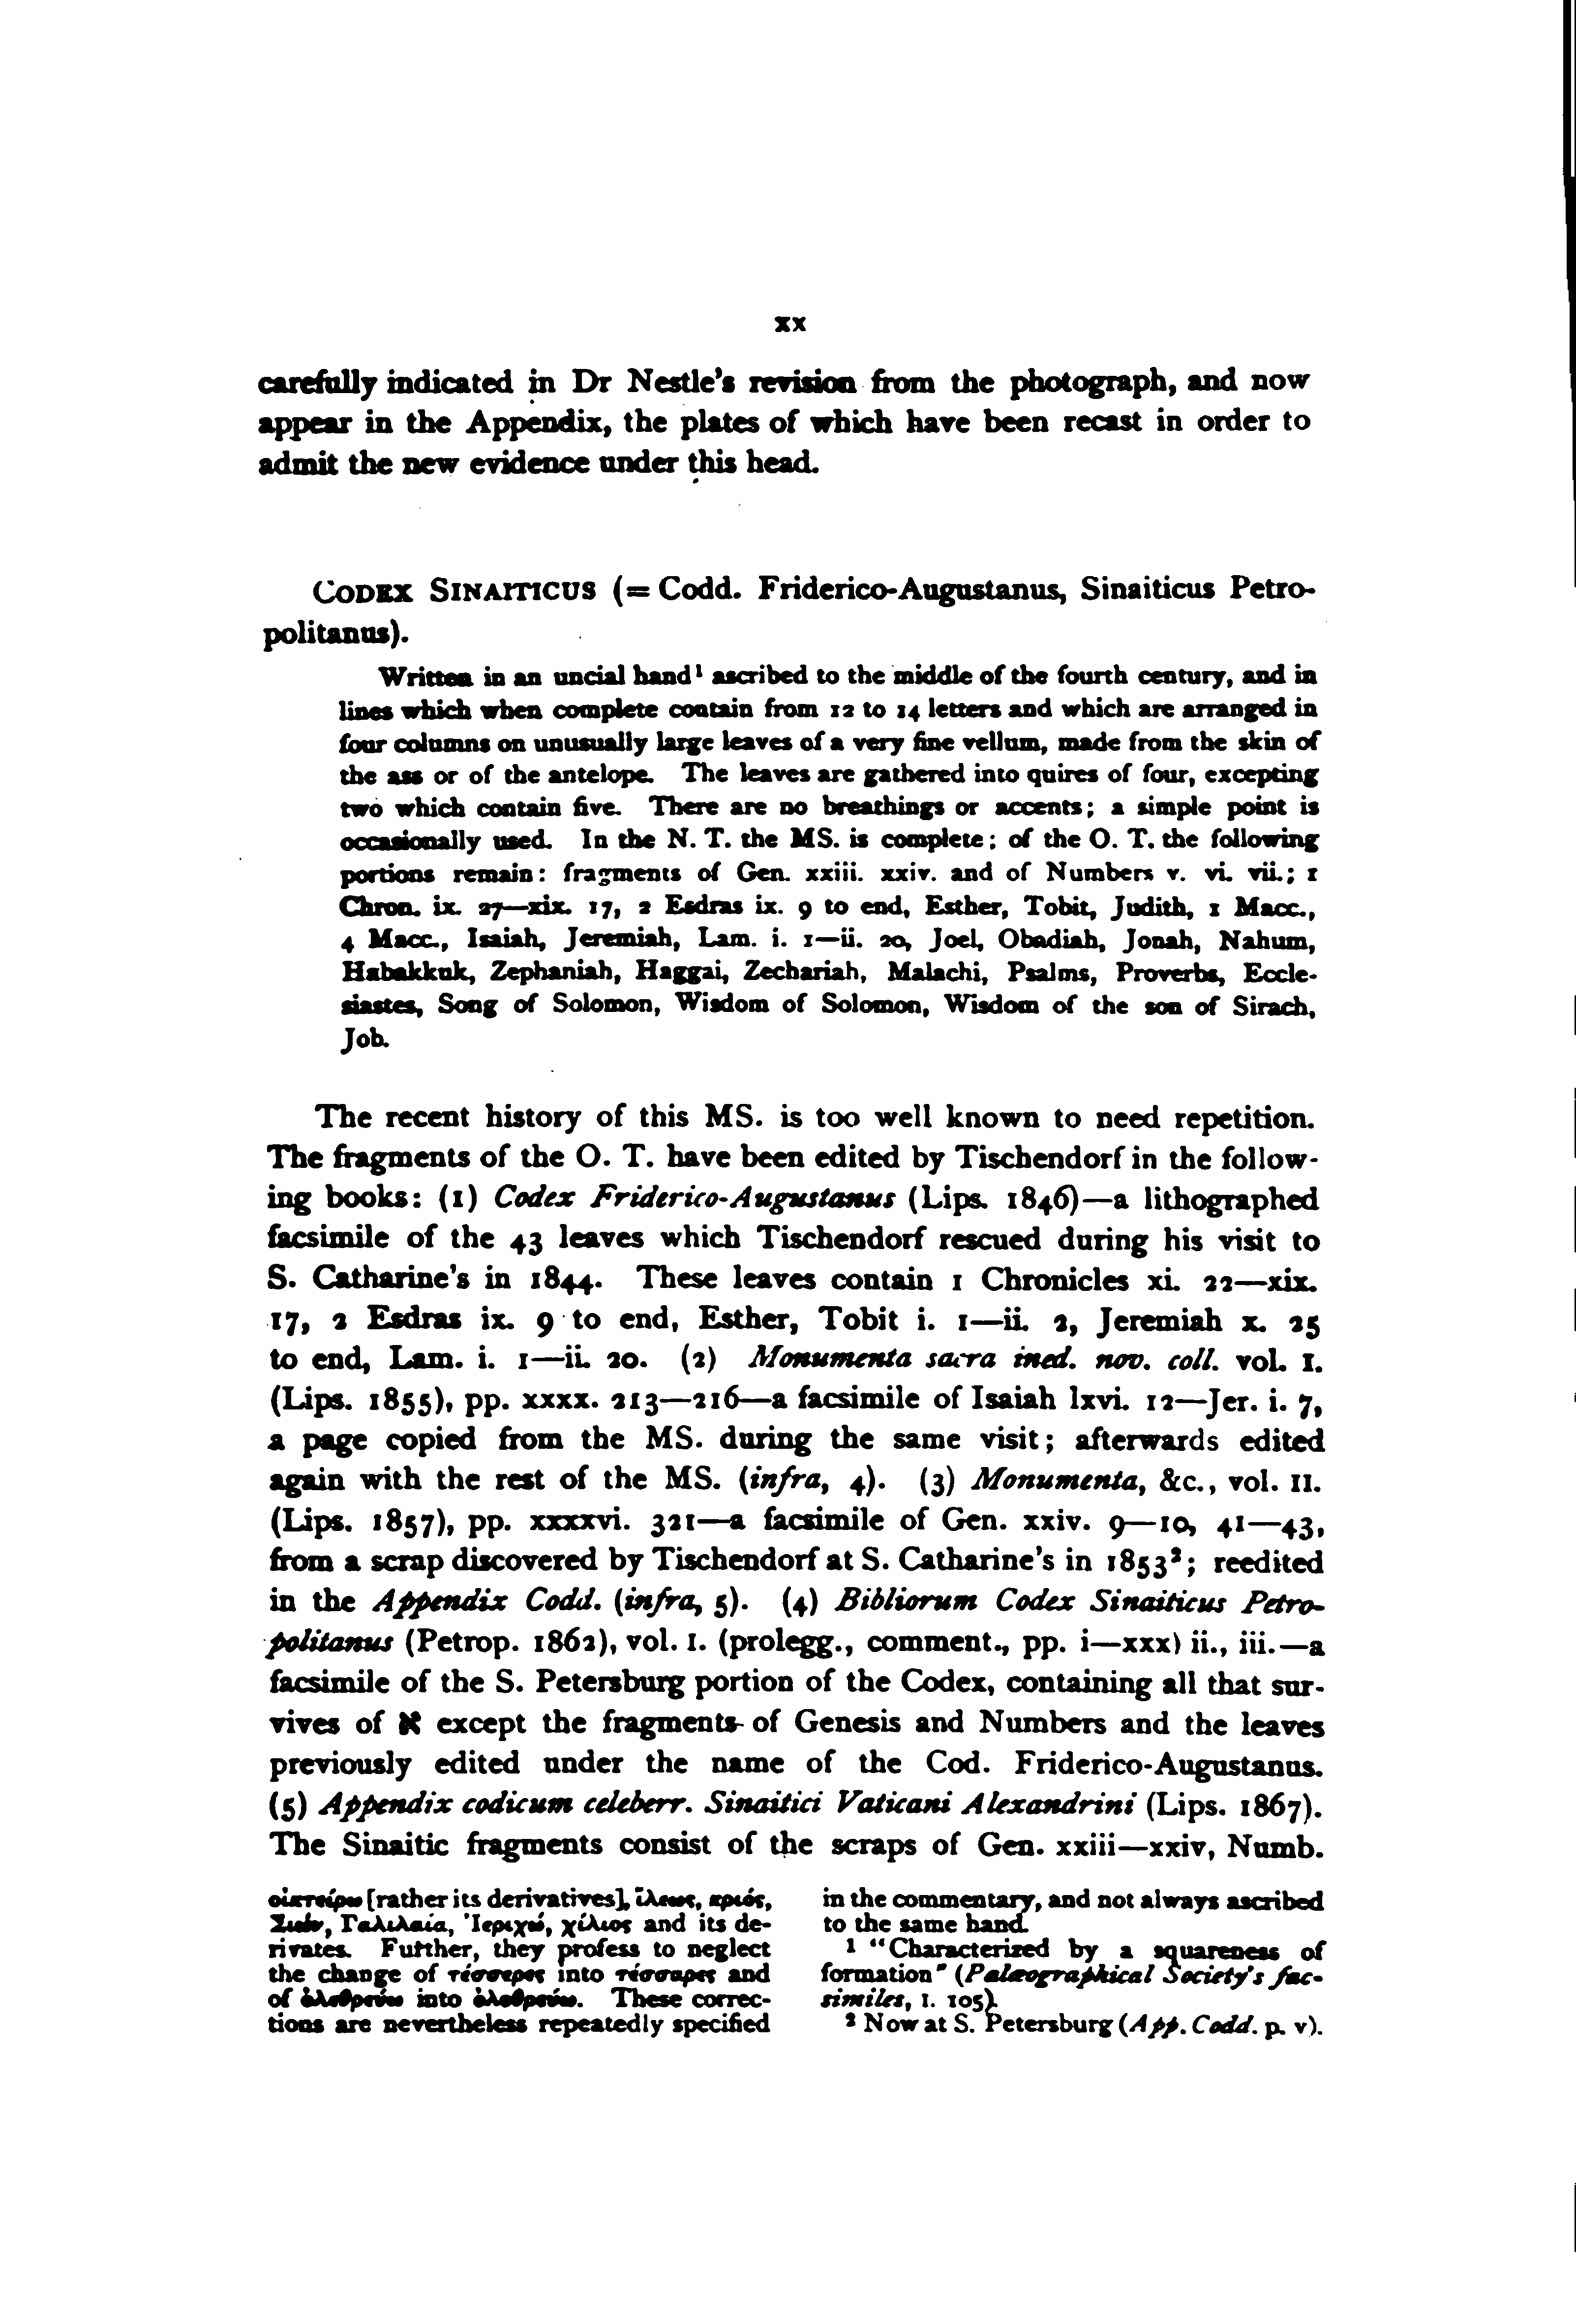 xx
carefully indicated in Dr Nestle's revision from the photograph, and now
appear in the Appendix, the plates of which have been recast in order to
admit the new evidence under this head.
CODEX SINAITICUS (= Codd. Friderico-Augustanus, Sinaiticus Petro-
politanus).
Written in an uncial hand¹ ascribed to the middle of the fourth century, and in
lines which when complete contain from 12 to 14 letters and which are arranged in
four columns on unusually large leaves of a very fine vellum, made from the skin of
the ass or of the antelope. The leaves are gathered into quires of four, excepting
two which contain five. There are no breathings or accents; a simple point is
occasionally used. In the N. T. the MS. is complete; of the O. T. the following
portions remain: fragments of Gen. xxiii. xxiv. and of Numbers v. vi. vii.; 1
Chron. ix. 27—xix. 17, 2 Esdras ix. 9 to end, Esther, Tobit, Judith, 1 Macc.,
4 Macc., Isaiah, Jeremiah, Lam. i. 1—ii. 20, Joel, Obadiah, Jonah, Nahum,
Habakkuk, Zephaniah, Haggai, Zechariah, Malachi, Psalms, Proverbs, Eccle-
siastes, Song of Solomon, Wisdom of Solomon, Wisdom of the son of Sirach,
Job.
The recent history of this MS. is too well known to need repetition.
The fragments of the O. T. have been edited by Tischendorf in the follow-
ing books: (1) Codex Friderico-Augustanus (Lips. 1846)—a lithographed
facsimile of the 43 leaves which Tischendorf rescued during his visit to
S. Catharine's in 1844. These leaves contain 1 Chronicles xi. 22—xix.
17, 2 Esdras ix. 9 to end, Esther, Tobit i. 1—ii. 2, Jeremiah x. 25
to end, Lam. i. 1—ii. 20. (2) Monumenta sacra ined. nov. coll. vol. I.
(Lips. 1855), pp. xxxx. 213—216—a facsimile of Isaiah lxvi. 12—Jer. i. 7,
a page copied from the MS. during the same visit; afterwards edited
again with the rest of the MS. (infra, 4). (3) Monumenta, &c., vol. II.
(Lips. 1857), pp. xxxxvi. 321—a facsimile of Gen. xxiv. 9—10, 41—43,
from a scrap discovered by Tischendorf at S. Catharine's in 1853²; reedited
in the Appendix Codd. (infra, 5). (4) Bibliorum Codex Sinaiticus Petro-
politanus (Petrop. 1862), vol. I. (prolegg., comment., pp. i—xxx) ii., iii.—a
facsimile of the S. Petersburg portion of the Codex, containing all that sur-
vives of א except the fragments of Genesis and Numbers and the leaves
previously edited under the name of the Cod. Friderico-Augustanus.
(5) Appendix codicum celeberr. Sinaitici Vaticani Alexandrini (Lips. 1867).
The Sinaitic fragments consist of the scraps of Gen. xxiii—xxiv, Numb.
οἰκτείρω [rather its derivatives], ἵλεως, κριός,
Σιών, Γαλιλαία, Ἰεριχώ, χίλιος and its de-
rivates. Further, they profess to neglect
the change of τέσσερες into τέσσαρες and
of ὀλεθρεύω into ὀλοθρεύω. These correc-
tions are nevertheless repeatedly specified
in the commentary, and not always ascribed
to the same hand.
¹ "Characterized by a squareness of
formation" (Palæographical Society's fac-
similes, I. 105).
² Now at S. Petersburg (App. Codd. p. v).